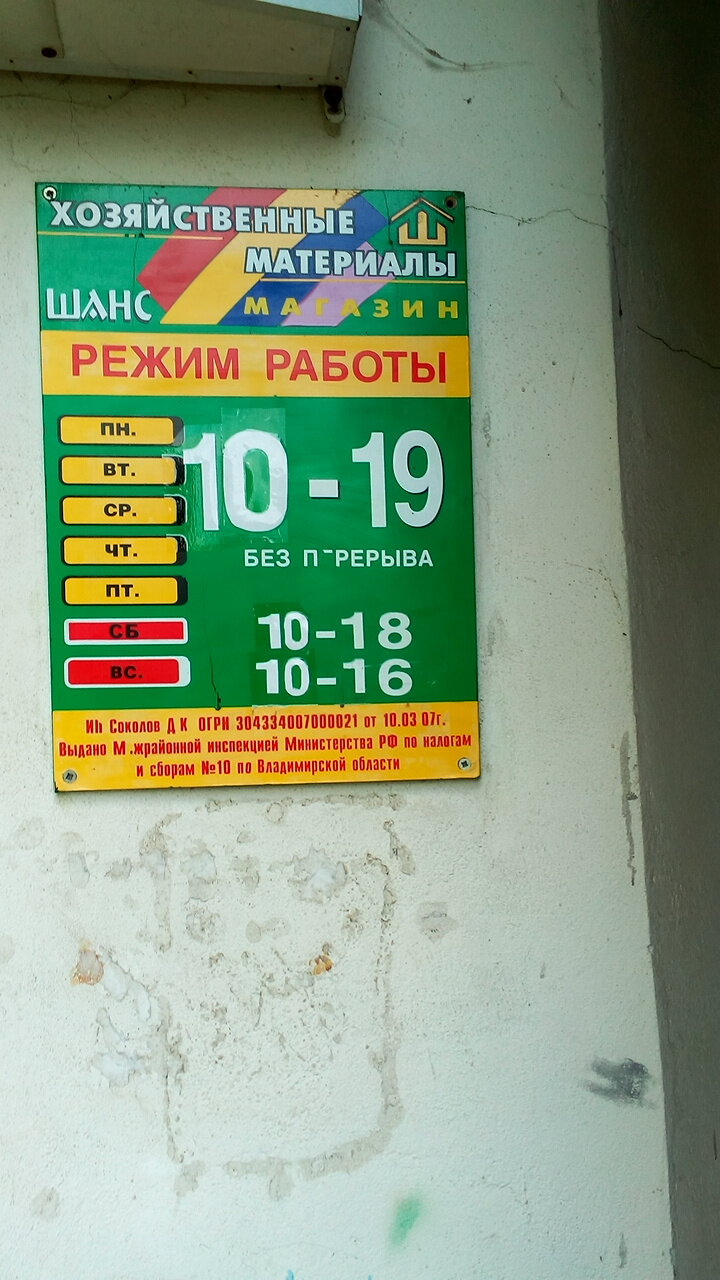 ХОЗЯЙСТВЕННЫЕ
МАТЕРИАЛЫ
ШАНС МАГАЗИН
РЕЖИМ РАБОТЫ
ПН.
ВТ.
СР.
ЧТ.
ПТ.
10-19
БЕЗ П РЕРЫВА
СБ 10-18
ВС. 10-16
ИП Соколов Д К ОГРН 304334007000021 от 10.03 07г.
Выдано М.жрайонной инспекцией Министерства РФ по налогам
и сборам №10 по Владимирской области